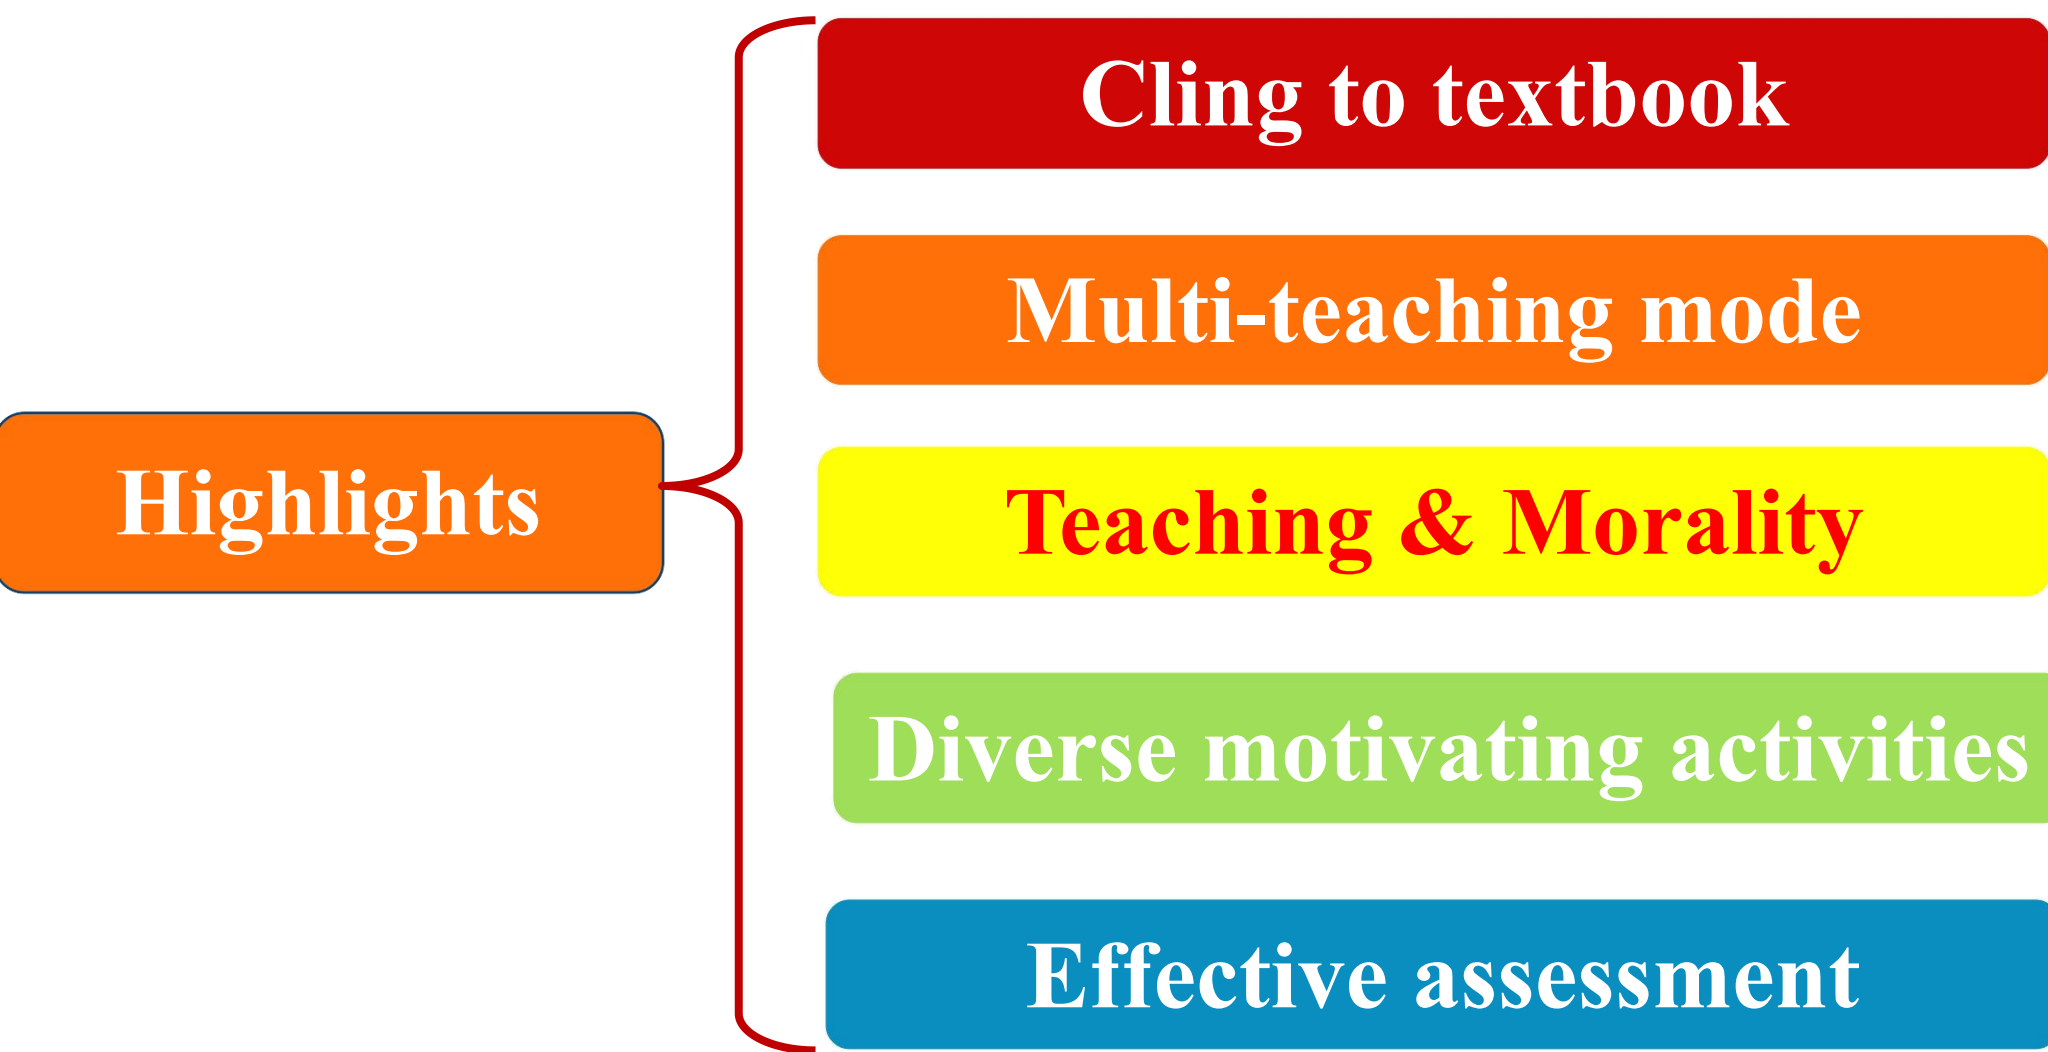 Highlights
Cling to textbook
Multi-teaching mode
Teaching & Morality
Diverse motivating activities
Effective assessment